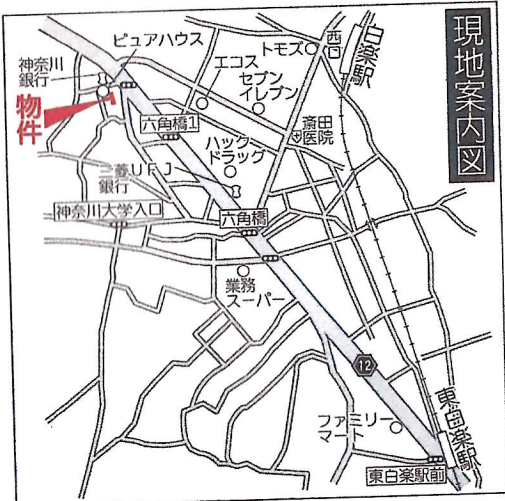 現地案内図
白楽駅
西口
トモズ
ピュアハウス
神奈川
銀行
エコス
セブン
イレブン
物件
六角橋1
斎田
医院
ハック
ドラッグ
三菱UFJ
銀行
神奈川大学入口
六角橋
業務
スーパー
12
ファミリー
マート
東白楽駅
東白楽駅前